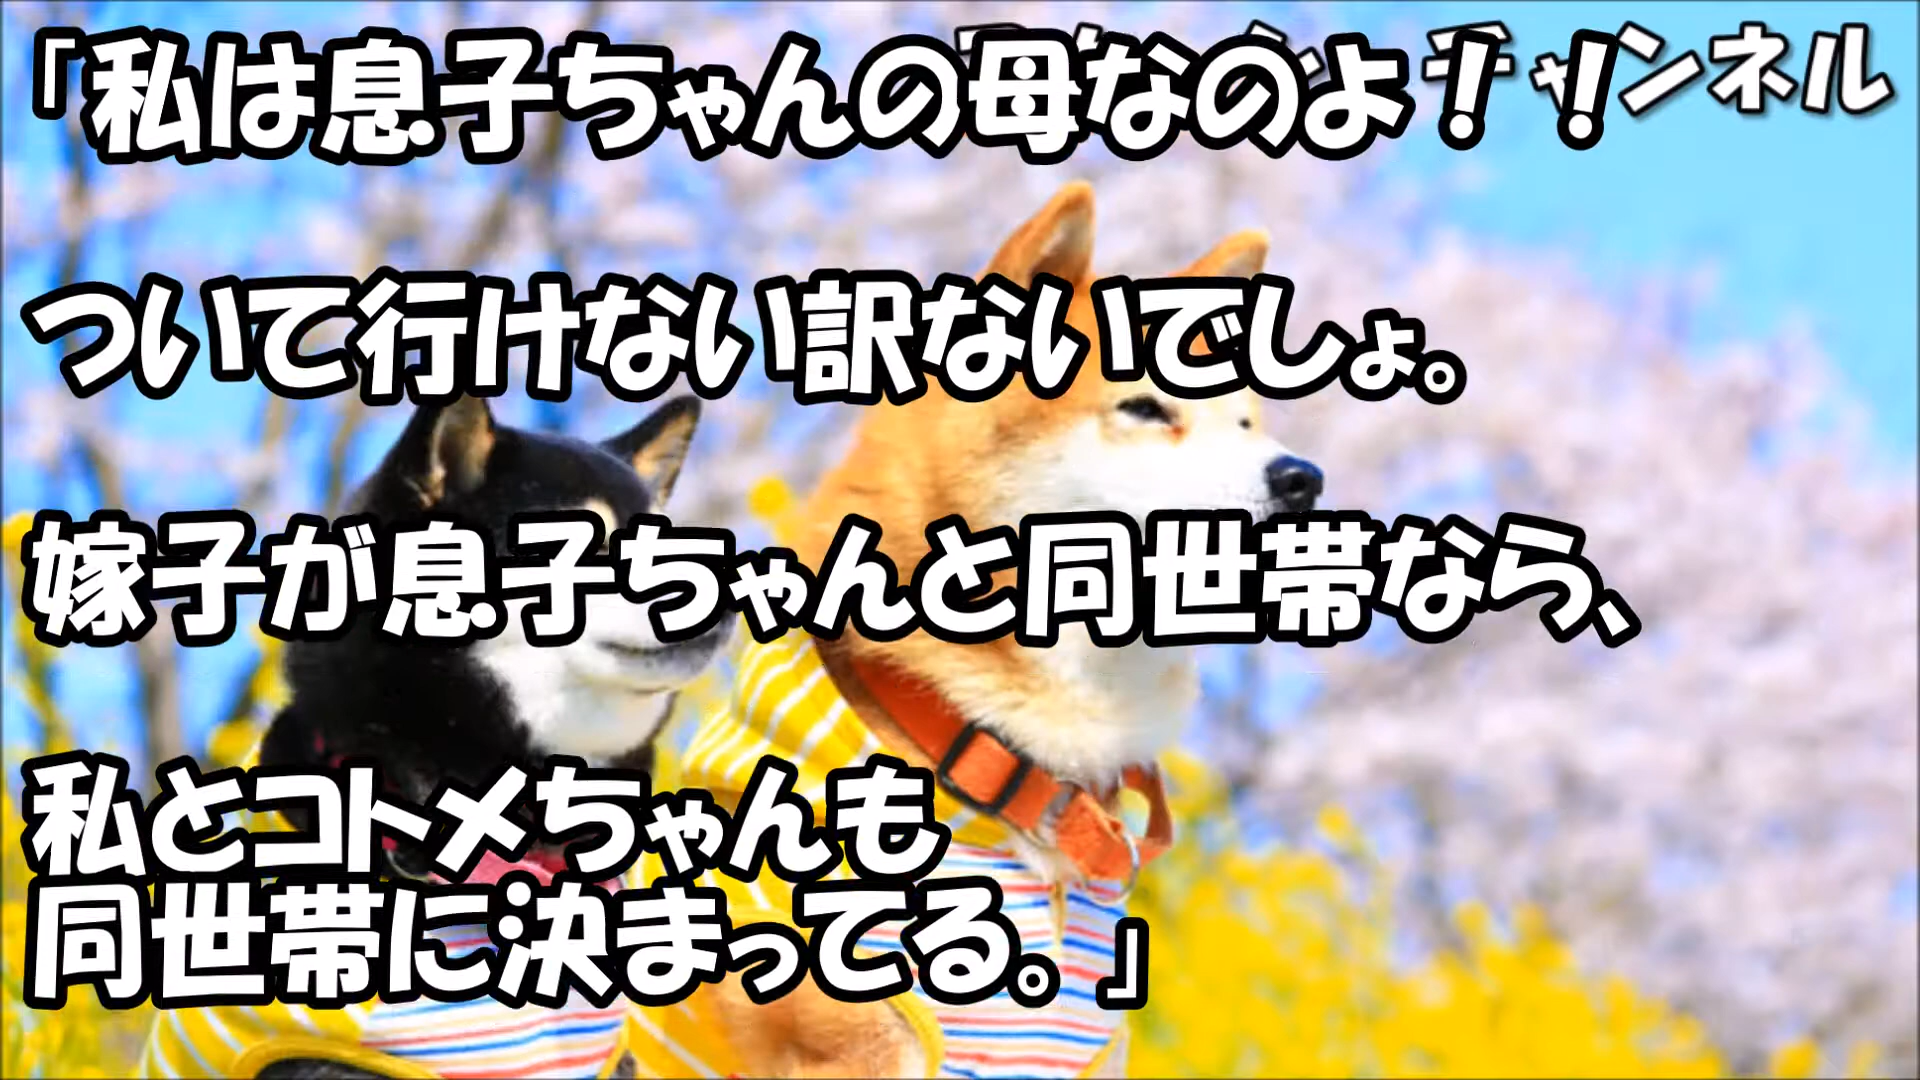 「私は息子ちゃんの母なのよ！！
チャンネル
ついて行けない訳ないでしょ。
嫁子が息子ちゃんと同世帯なら、
私とコトメちゃんも
同世帯に決まってる。」